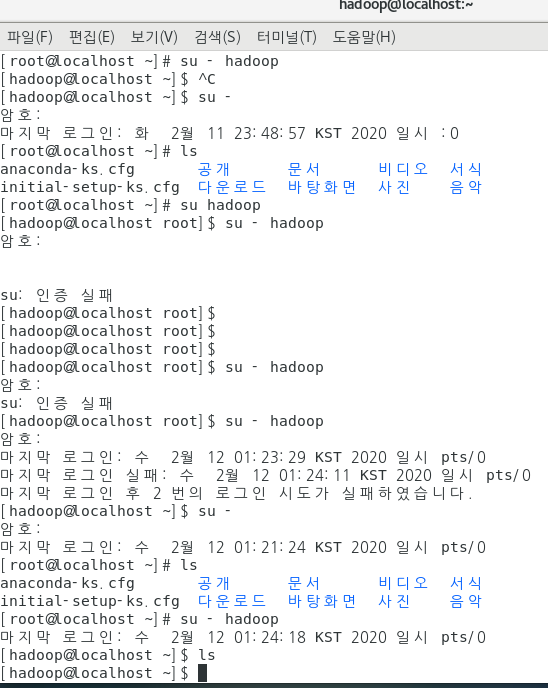 hadoop@localhost:~
파일(F) 편집(E) 보기(V) 검색(S) 터미널(T) 도움말(H)
[root@localhost ~]# su - hadoop
[hadoop@localhost ~]$ ^C
[hadoop@localhost ~]$ su -
암호:
마지막 로그인: 화 2월 11 23:48:57 KST 2020 일시 :0
[root@localhost ~]# ls
anaconda-ks.cfg 공개 문서 비디오 서식
initial-setup-ks.cfg 다운로드 바탕화면 사진 음악
[root@localhost ~]# su hadoop
[hadoop@localhost root]$ su - hadoop
암호:
su: 인증 실패
[hadoop@localhost root]$
[hadoop@localhost root]$
[hadoop@localhost root]$
[hadoop@localhost root]$ su - hadoop
암호:
su: 인증 실패
[hadoop@localhost root]$ su - hadoop
암호:
마지막 로그인: 수 2월 12 01:23:29 KST 2020 일시 pts/0
마지막 로그인 실패: 수 2월 12 01:24:11 KST 2020 일시 pts/0
마지막 로그인 후 2 번의 로그인 시도가 실패하였습니다.
[hadoop@localhost ~]$ su -
암호:
마지막 로그인: 수 2월 12 01:21:24 KST 2020 일시 pts/0
[root@localhost ~]# ls
anaconda-ks.cfg 공개 문서 비디오 서식
initial-setup-ks.cfg 다운로드 바탕화면 사진 음악
[root@localhost ~]# su - hadoop
마지막 로그인: 수 2월 12 01:24:18 KST 2020 일시 pts/0
[hadoop@localhost ~]$ ls
[hadoop@localhost ~]$